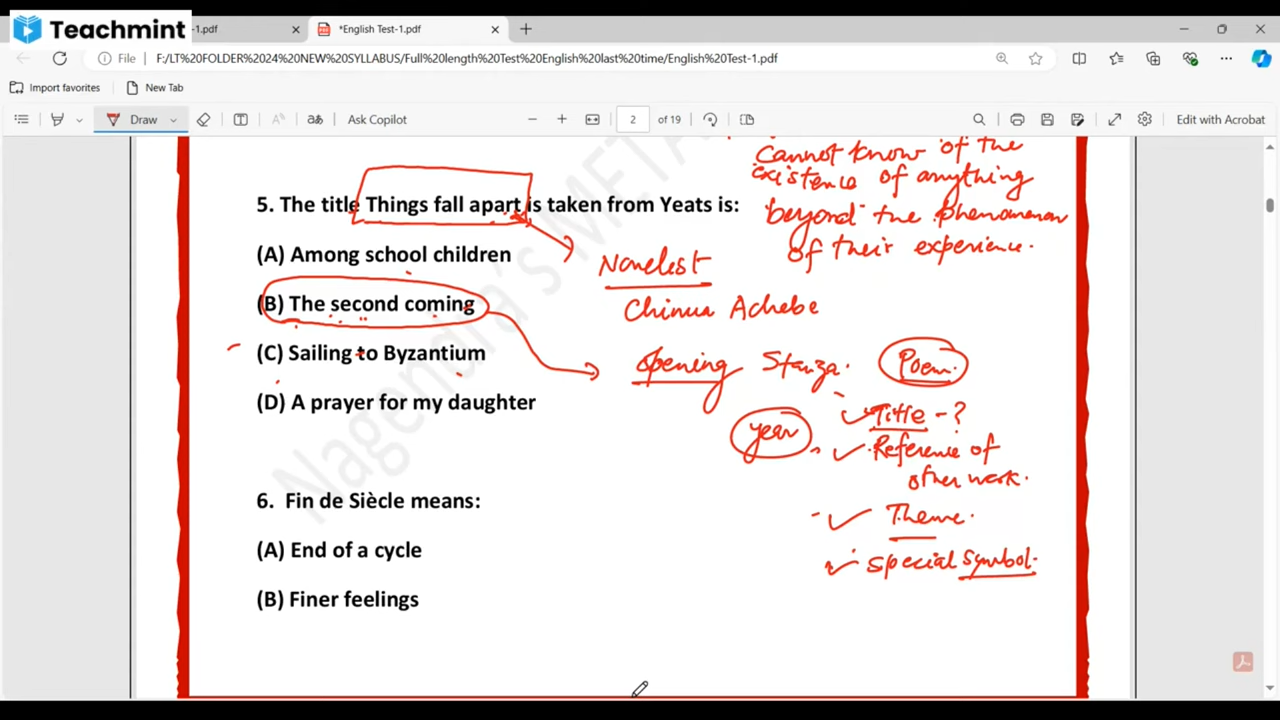 Teachmint
-1.pdf
*English Test-1.pdf
File
F:/LT%20FOLDER%2024%20NEW%20SYLLABUS/Full%20length%20Test%20English%20last%20time/English%20Test-1.pdf
Import favorites
New Tab
Draw
Ask Copilot
2
of 19
Edit with Acrobat
Cannot know of the
existence of anything
beyond the phenomenon
of their experience.
5. The title Things fall apart is taken from Yeats is:
(A) Among school children
Novelist
(B) The second coming
Chinua Achebe
(C) Sailing to Byzantium
Opening Stanza.
Poem.
(D) A prayer for my daughter
Title - ?
year
Reference of
other work.
6. Fin de Siècle means:
Theme.
(A) End of a cycle
Special Symbol.
(B) Finer feelings
Nagendra's META